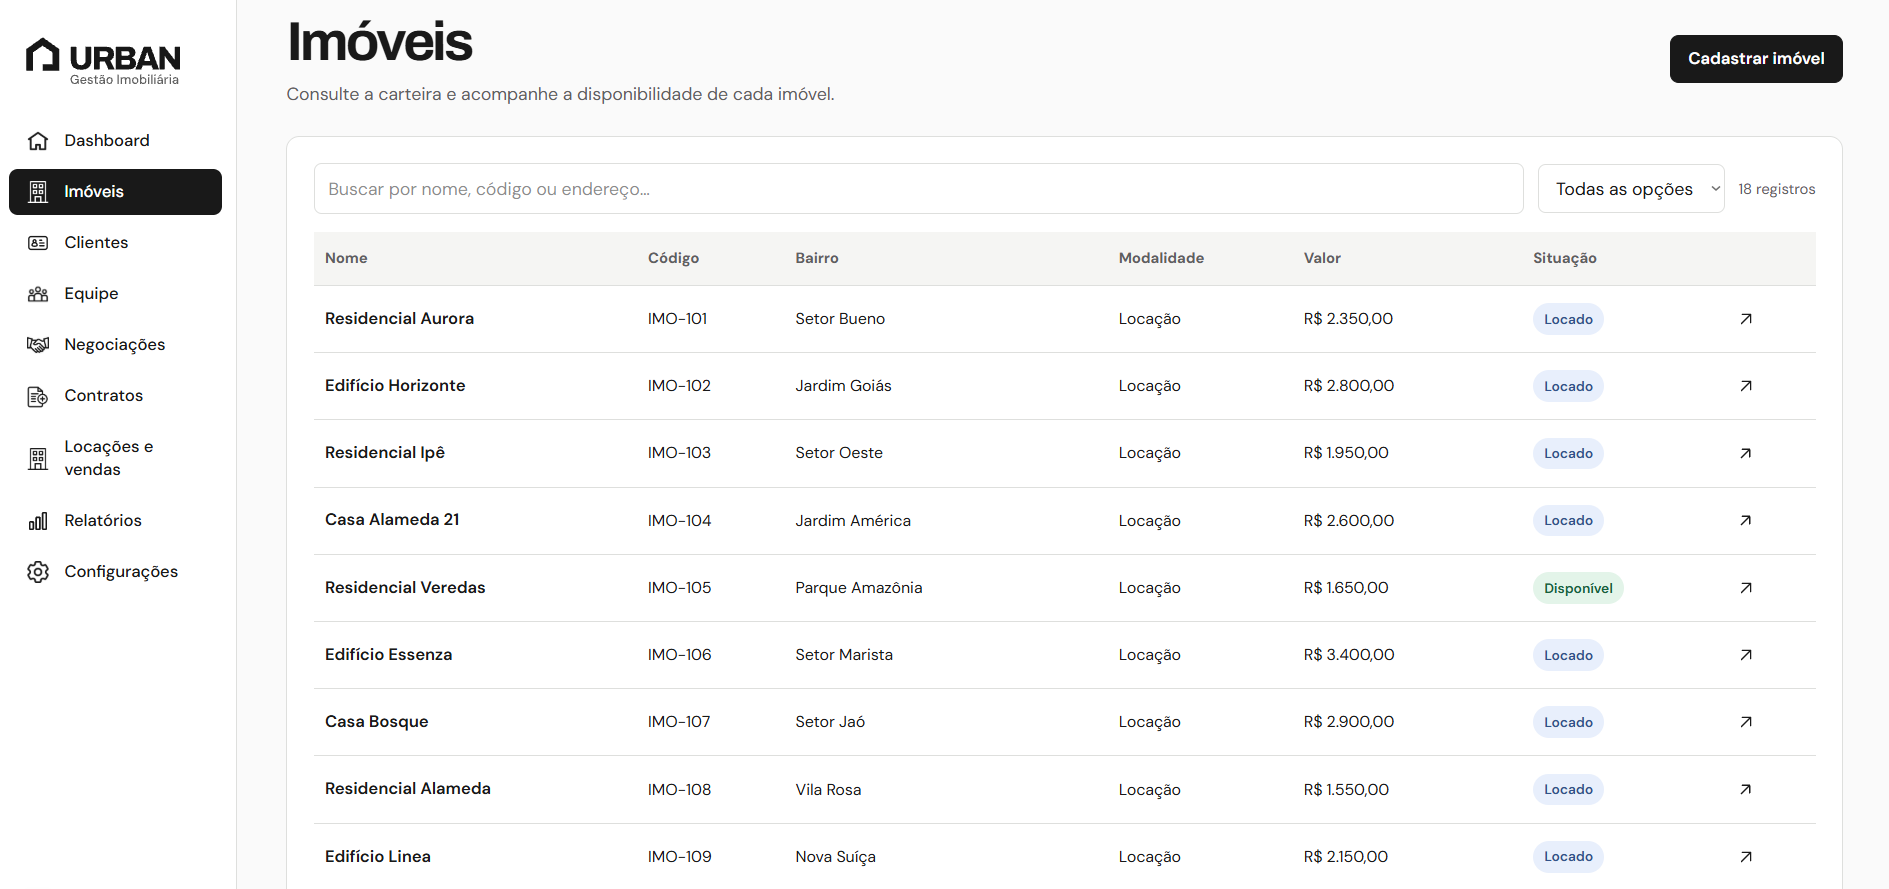 URBAN
Gestão Imobiliária
Dashboard
Imóveis
Clientes
Equipe
Negociações
Contratos
Locações e
vendas
Relatórios
Configurações
Imóveis
Consulte a carteira e acompanhe a disponibilidade de cada imóvel.
Cadastrar imóvel
Buscar por nome, código ou endereço...
Todas as opções
18 registros
Nome Código Bairro Modalidade Valor Situação
Residencial Aurora IMO-101 Setor Bueno Locação R$ 2.350,00 Locado
Edifício Horizonte IMO-102 Jardim Goiás Locação R$ 2.800,00 Locado
Residencial Ipê IMO-103 Setor Oeste Locação R$ 1.950,00 Locado
Casa Alameda 21 IMO-104 Jardim América Locação R$ 2.600,00 Locado
Residencial Veredas IMO-105 Parque Amazônia Locação R$ 1.650,00 Disponível
Edifício Essenza IMO-106 Setor Marista Locação R$ 3.400,00 Locado
Casa Bosque IMO-107 Setor Jaó Locação R$ 2.900,00 Locado
Residencial Alameda IMO-108 Vila Rosa Locação R$ 1.550,00 Locado
Edifício Linea IMO-109 Nova Suíça Locação R$ 2.150,00 Locado